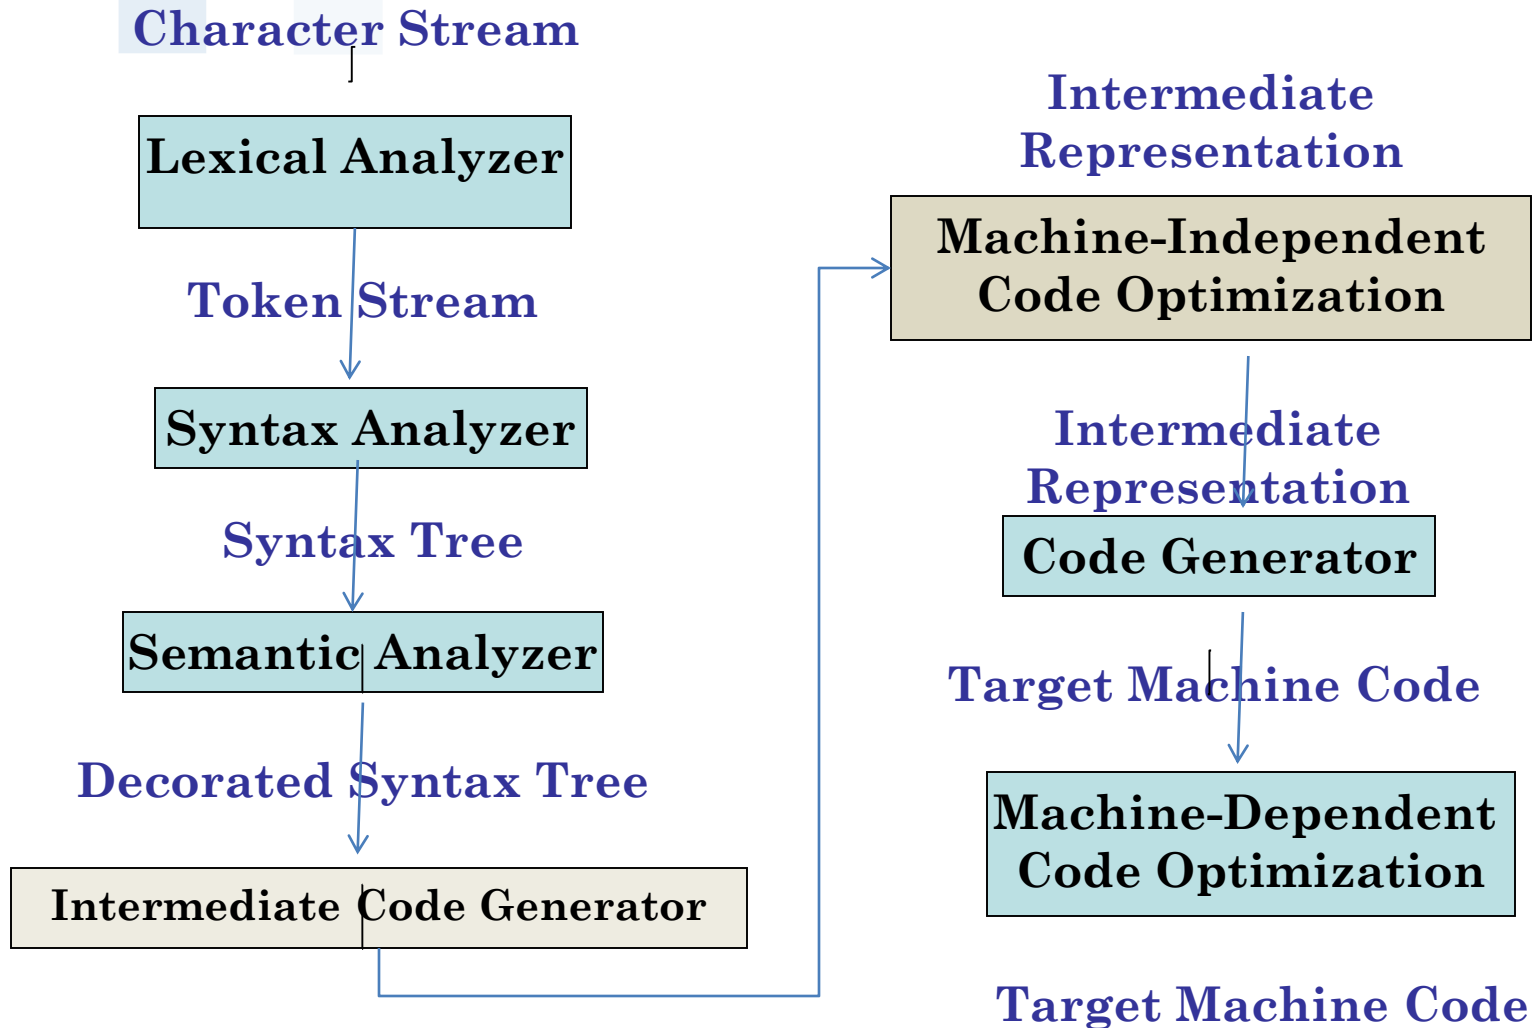 Character Stream
Lexical Analyzer
Token Stream
Syntax Analyzer
Syntax Tree
Semantic Analyzer
Decorated Syntax Tree
Intermediate Code Generator
Intermediate
Representation
Machine-Independent
Code Optimization
Intermediate
Representation
Code Generator
Target Machine Code
Machine-Dependent
Code Optimization
Target Machine Code